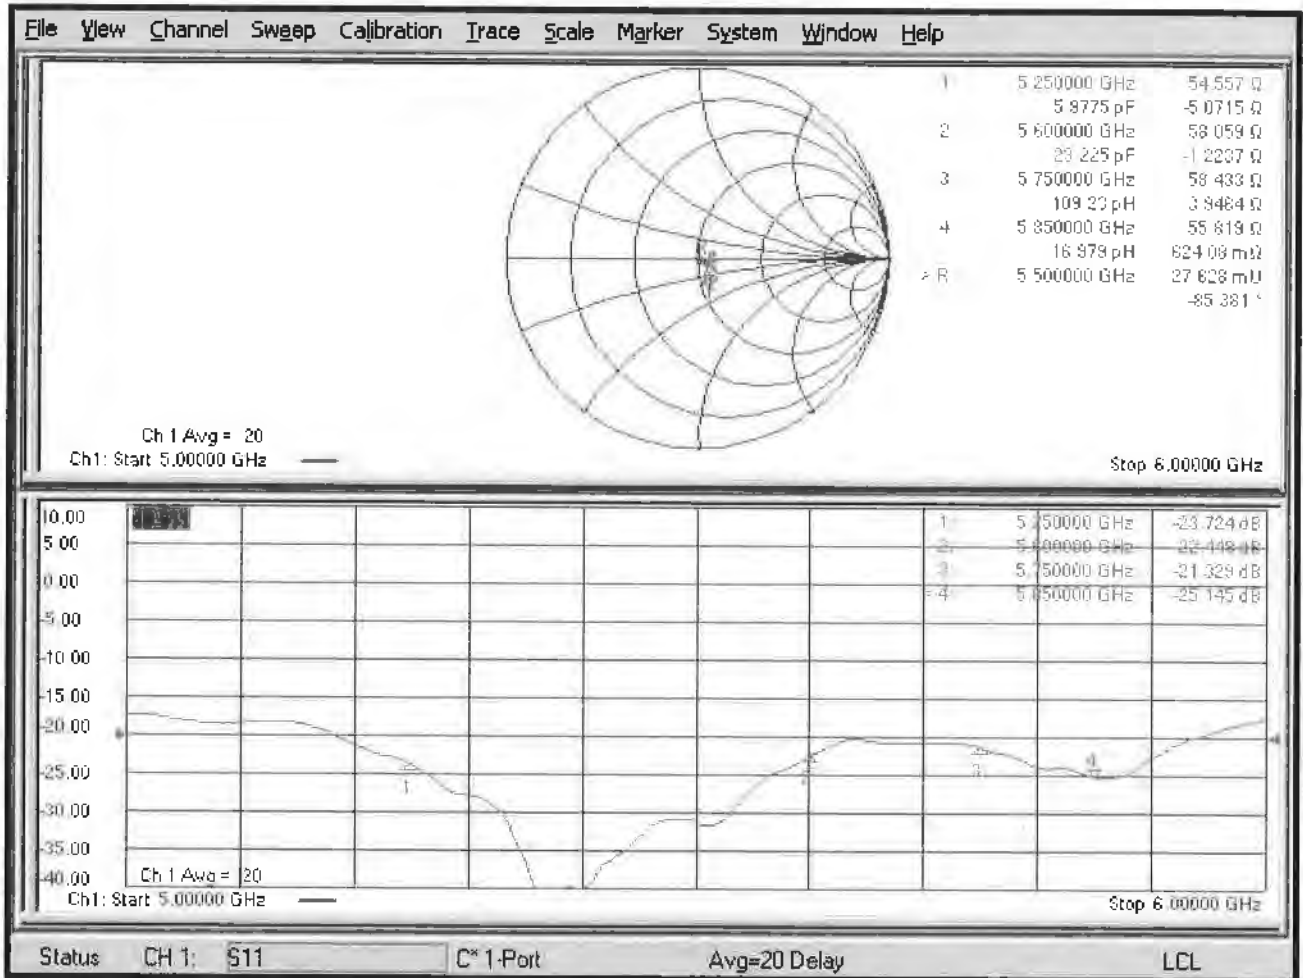 File View Channel Sweep Calibration Trace Scale Marker System Window Help
1 5.250000 GHz 54.557 Ω
5.9775 pF -5.0715 Ω
2 5.600000 GHz 58.059 Ω
23.225 pF -1.2237 Ω
3 5.750000 GHz 58.433 Ω
109.23 pH 3.9464 Ω
4 5.850000 GHz 55.819 Ω
16.979 pH 624.08 mΩ
> R 5.500000 GHz 27.628 mU
-85.381 °
Ch 1 Avg = 20
Ch1: Start 5.00000 GHz
Stop 6.00000 GHz
10.00
5.00
0.00
-5.00
-10.00
-15.00
-20.00
-25.00
-30.00
-35.00
-40.00
1: 5.250000 GHz -23.724 dB
2: 5.600000 GHz -22.448 dB
3: 5.750000 GHz -21.329 dB
> 4: 5.850000 GHz -25.145 dB
1
2
3
4
Ch 1 Avg = 20
Ch1: Start 5.00000 GHz
Stop 6.00000 GHz
Status CH 1: S11 C* 1-Port Avg=20 Delay LCL